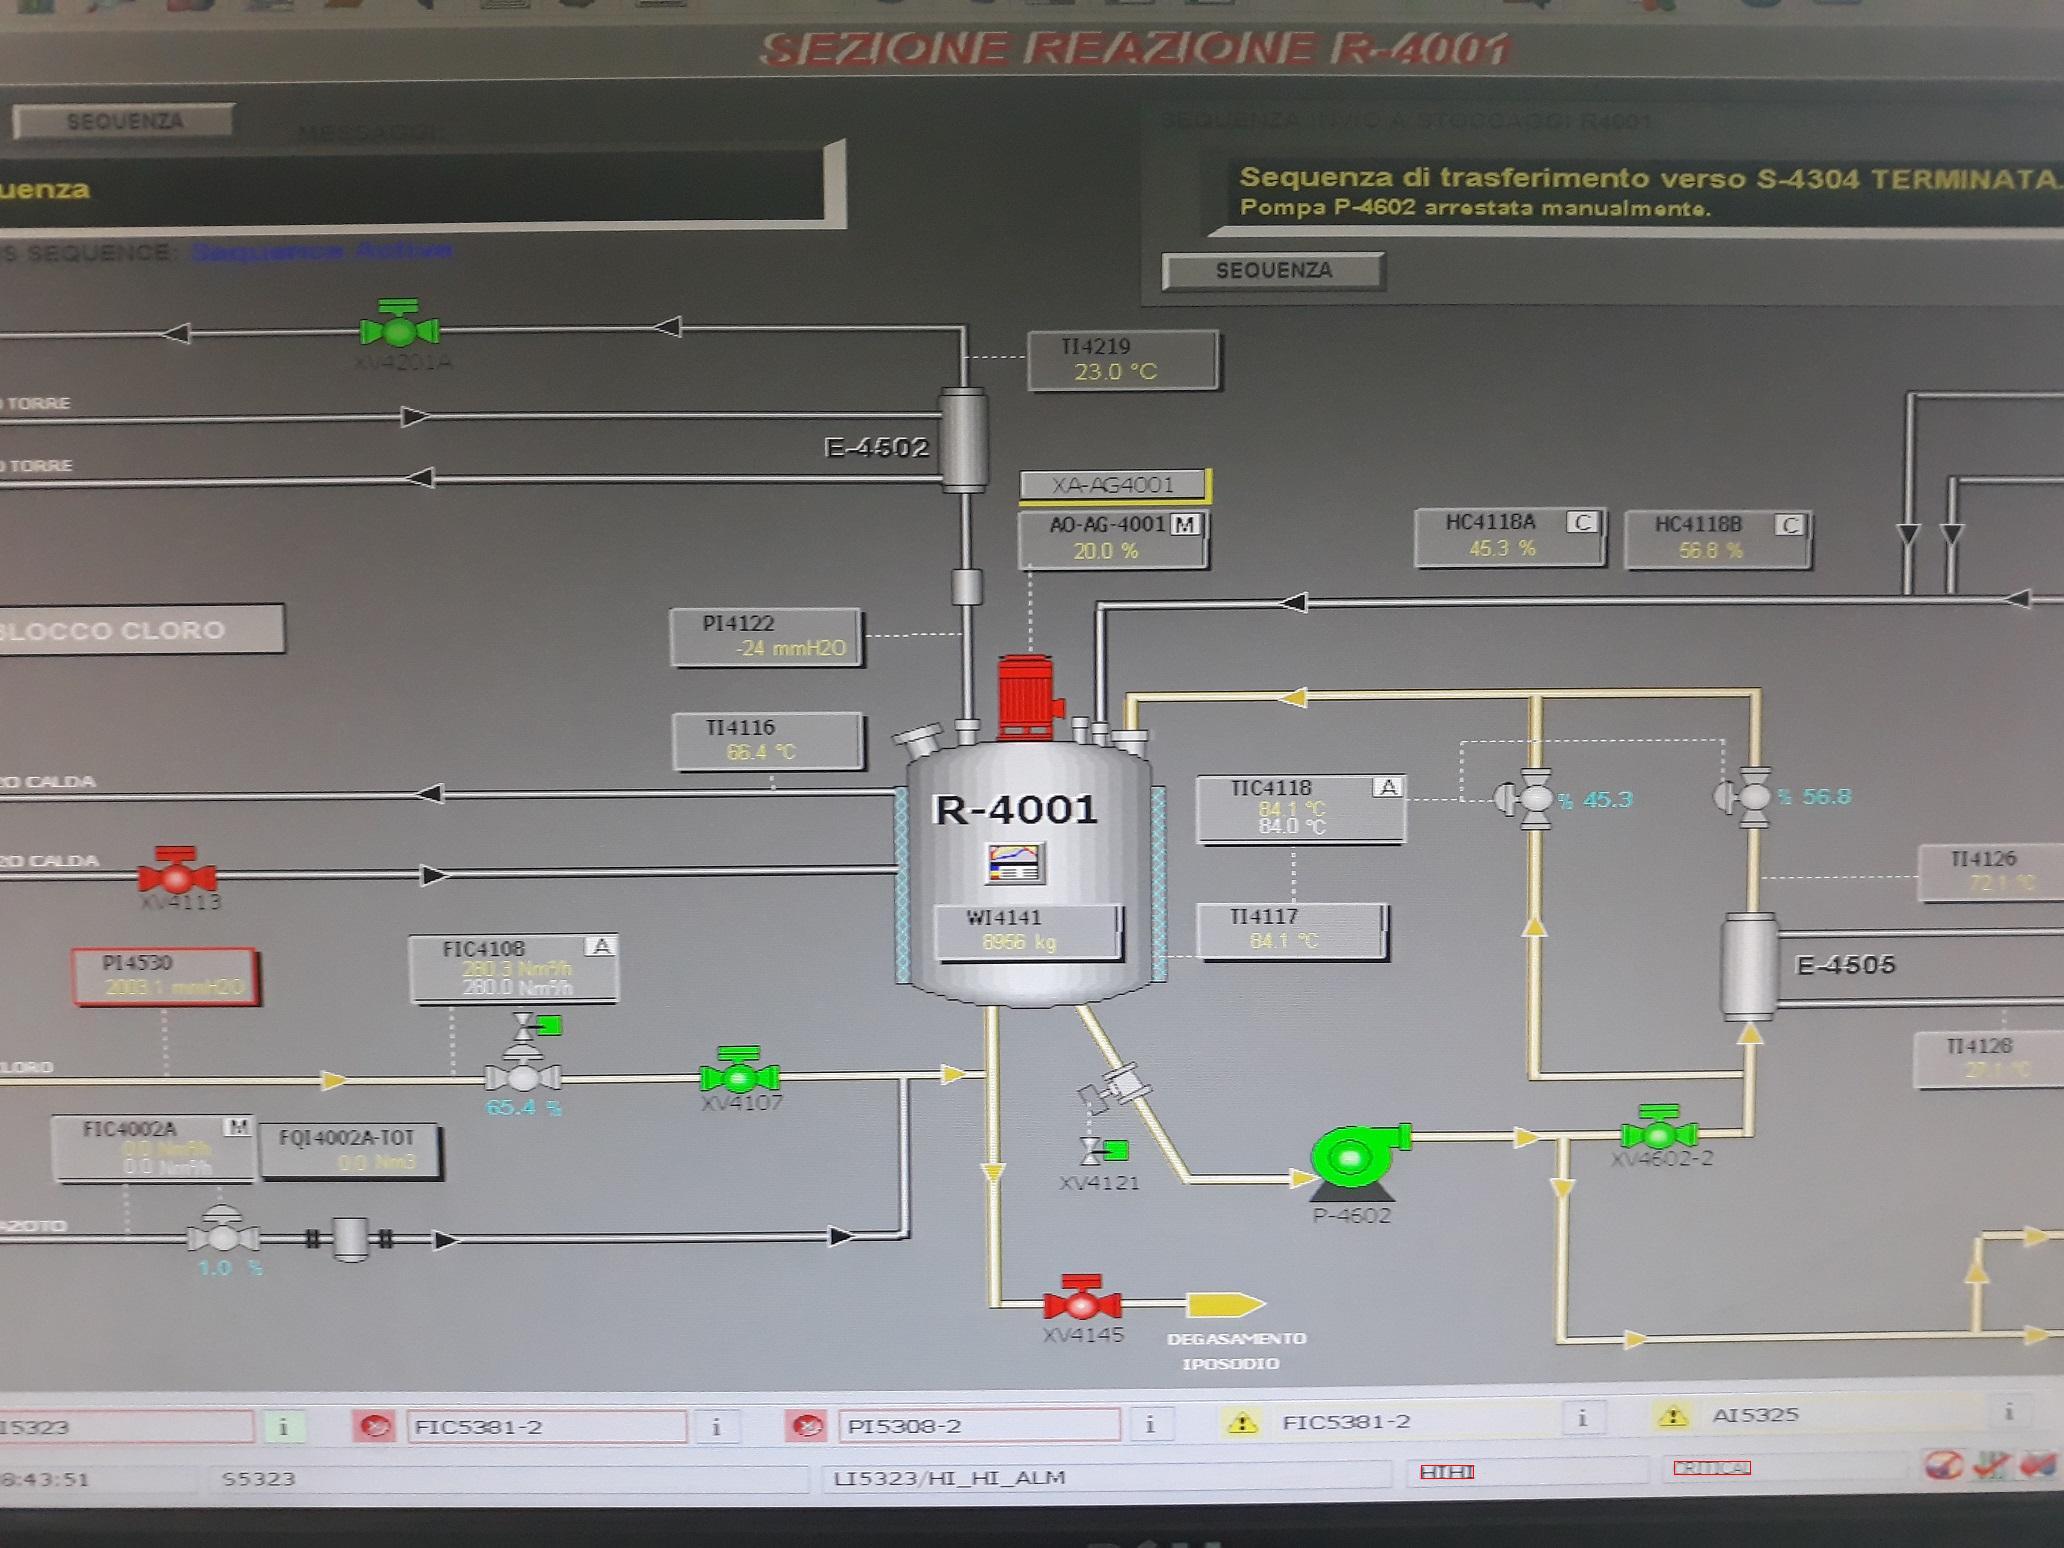 SEZIONE REAZIONE R-4001
SEQUENZA
MESSAGGI:
SEQUENZA INVIO A STOCCAGGI R4001
uenza
Sequenza di trasferimento verso S-4304 TERMINATA.
Pompa P-4602 arrestata manualmente.
S SEQUENCE: Sequence Active
SEQUENZA
XV4201A
TI4219
23.0 °C
O TORRE
E-4502
O TORRE
XA-AG4001
AO-AG-4001 M
20.0 %
HC4118A C
45.3 %
HC4118B C
56.8 %
BLOCCO CLORO
PI4122
-24 mmH2O
TI4116
66.4 °C
2O CALDA
R-4001
TIC4118 A
84.1 °C
84.0 °C
% 45.3
% 56.8
2O CALDA
XV4113
TI4126
72.1 °C
WI4141
8956 kg
TI4117
84.1 °C
PI4530
2003.1 mmH2O
FIC4108 A
280.3 Nm³/h
280.0 Nm³/h
E-4505
TI4128
27.1 °C
CLORO
65.4 %
XV4107
FIC4002A M
0.0 Nm³/h
0.0 Nm³/h
FQI4002A-TOT
0.0 Nm3
XV4121
P-4602
XV4602-2
AZOTO
1.0 %
XV4145
DEGASAMENTO
IPOSODIO
I5323 i
FIC5381-2 i
PI5308-2 i
FIC5381-2 i
AI5325 i
8:43:51
S5323
LI5323/HI_HI_ALM
HIHI
CRITICAL